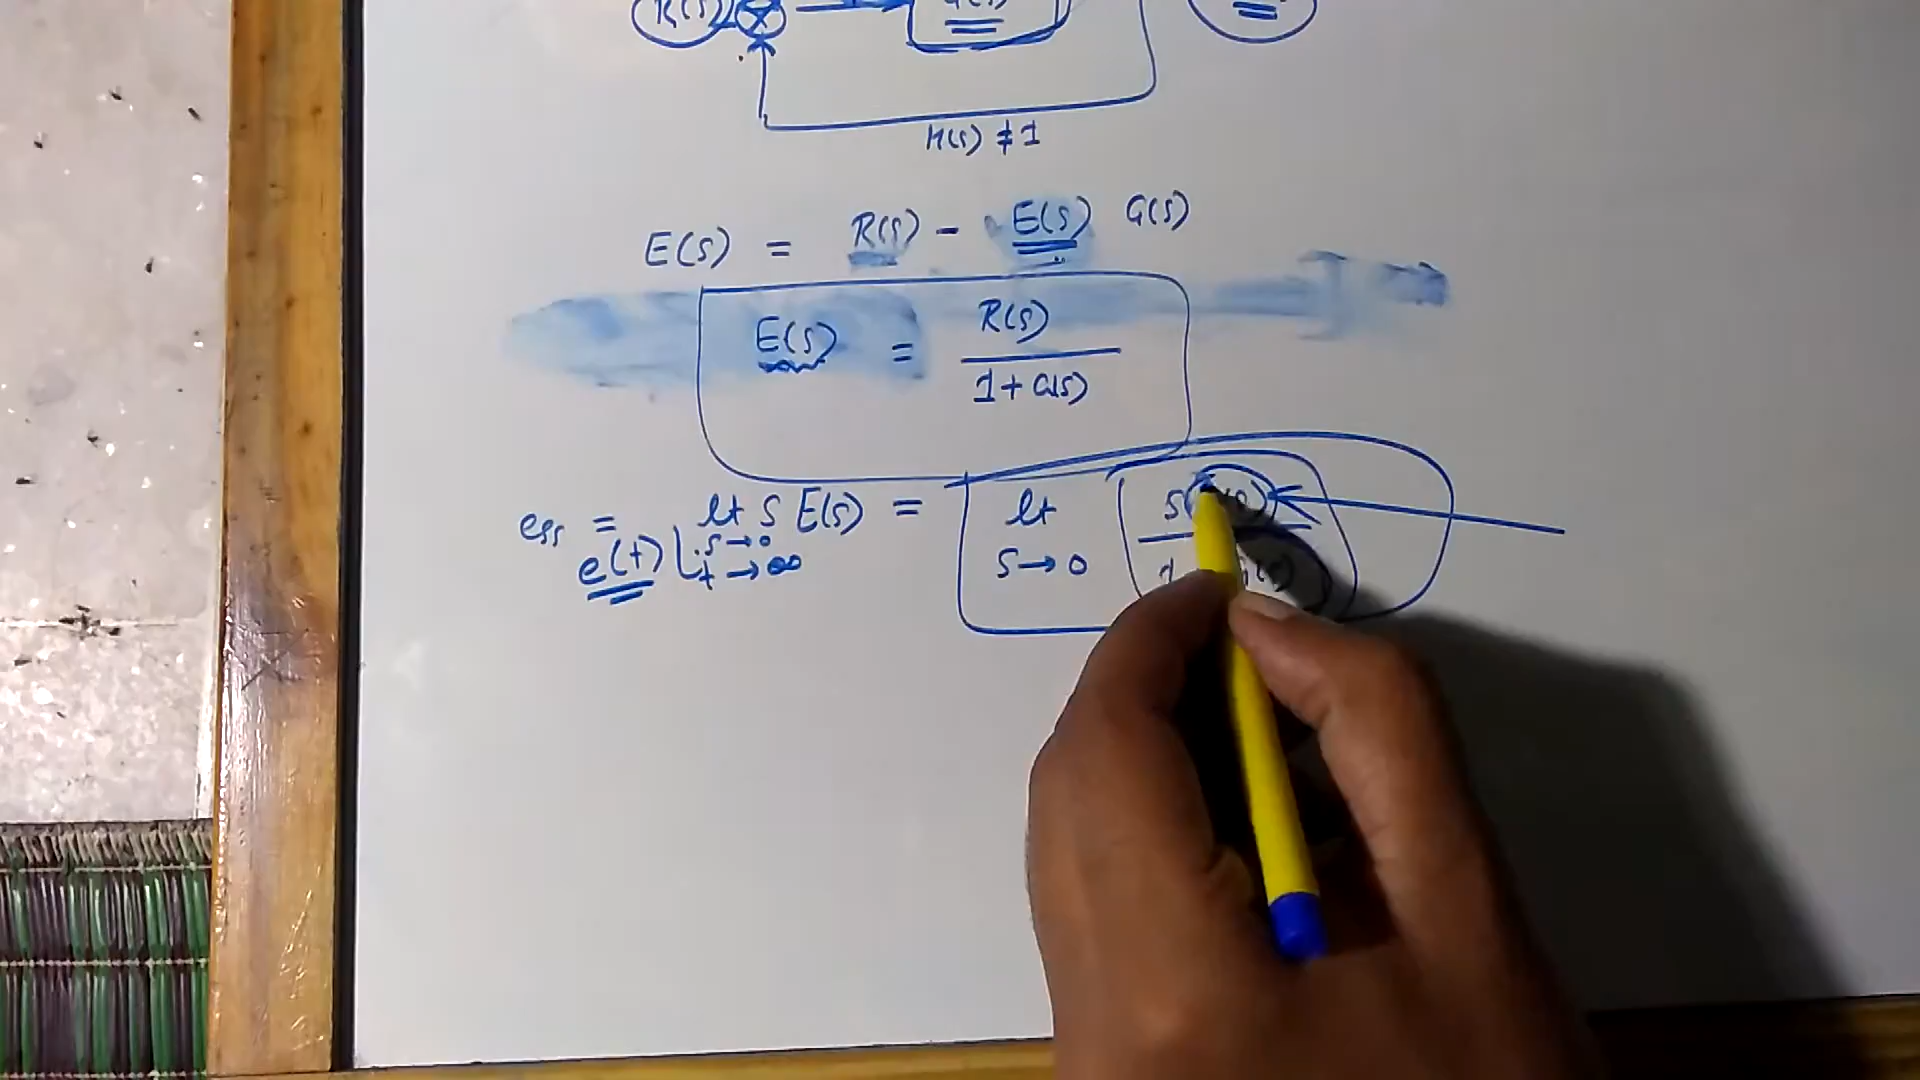 R(s)
H(s) ≠ 1
E(s) = R(s) - E(s) G(s)
E(s) = R(s) / 1 + G(s)
ess = lt s→0 S E(s) = lt s→0
e(t) | t→∞